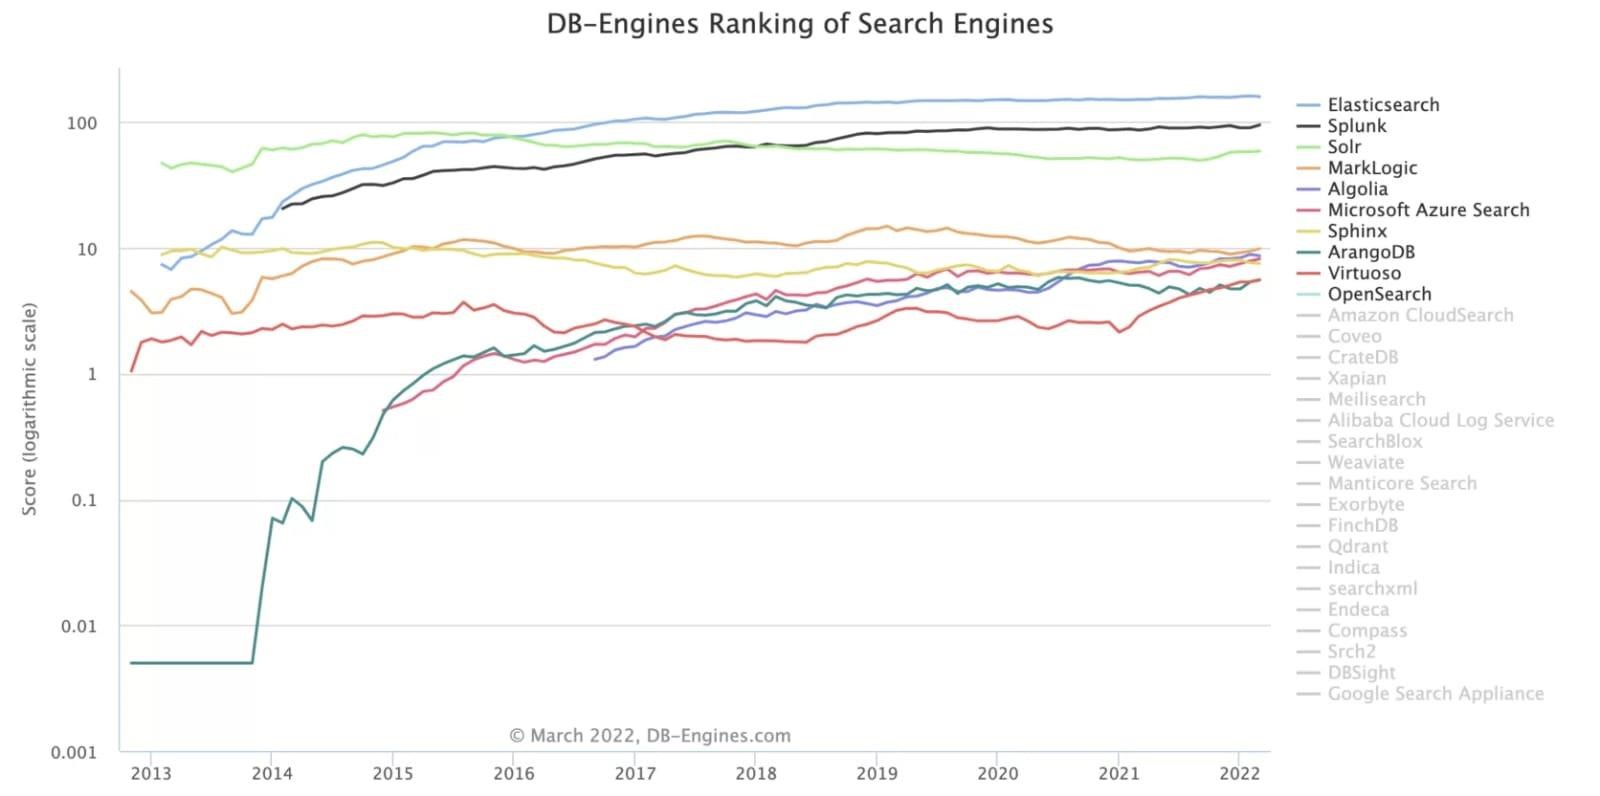 DB-Engines Ranking of Search Engines
Score (logarithmic scale)
100
10
1
0.1
0.01
0.001
2013 2014 2015 2016 2017 2018 2019 2020 2021 2022
© March 2022, DB-Engines.com
Elasticsearch
Splunk
Solr
MarkLogic
Algolia
Microsoft Azure Search
Sphinx
ArangoDB
Virtuoso
OpenSearch
Amazon CloudSearch
Coveo
CrateDB
Xapian
Meilisearch
Alibaba Cloud Log Service
SearchBlox
Weaviate
Manticore Search
Exorbyte
FinchDB
Qdrant
Indica
searchxml
Endeca
Compass
Srch2
DBSight
Google Search Appliance